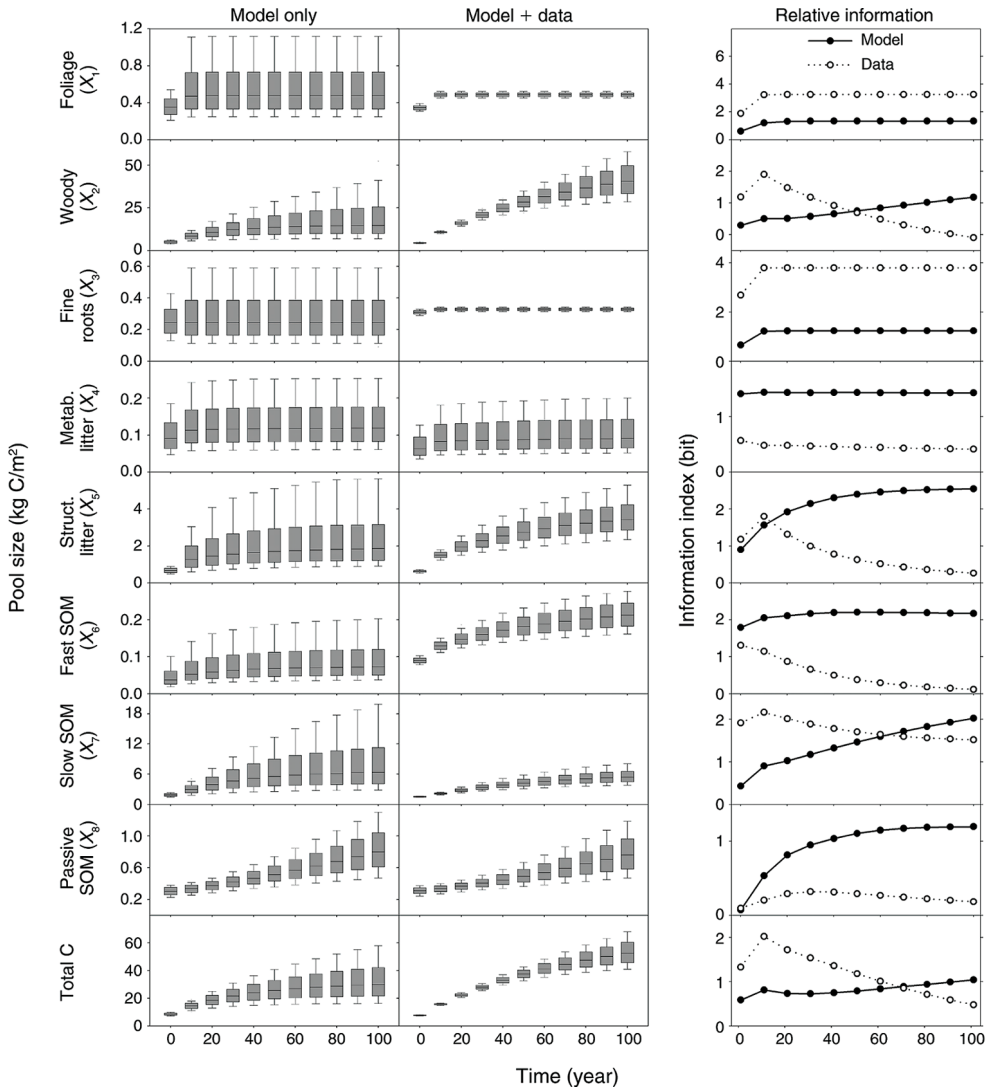 Model only Model + data Relative information
1.2
0.8
0.4
0.0
Foliage
(X1)
6
4
2
0
Model
Data
50
25
0
Woody
(X2)
2
1
0
0.6
0.4
0.2
0.0
Fine
roots (X3)
4
2
0
0.2
0.1
0.0
Metab.
litter (X4)
1
0
4
2
0
Struct.
litter (X5)
2
1
0
0.2
0.1
0.0
Fast SOM
(X6)
2
1
0
18
12
6
0
Slow SOM
(X7)
2
1
0
1.0
0.6
0.2
Passive
SOM (X8)
1
0
60
40
20
0
Total C
2
1
0
Pool size (kg C/m²)
Information index (bit)
0 20 40 60 80 100 0 20 40 60 80 100 0 20 40 60 80 100
Time (year)